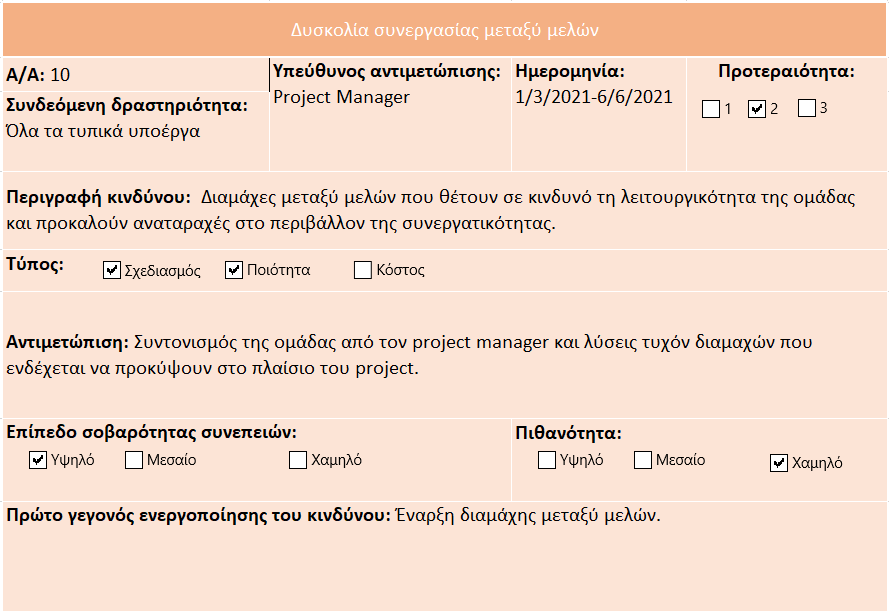 Δυσκολία συνεργασίας μεταξύ μελών
Α/Α: 10
Συνδεόμενη δραστηριότητα:
Όλα τα τυπικά υποέργα
Υπεύθυνος αντιμετώπισης:
Project Manager
Ημερομηνία:
1/3/2021-6/6/2021
Προτεραιότητα:
1 2 3
Περιγραφή κινδύνου: Διαμάχες μεταξύ μελών που θέτουν σε κινδυνό τη λειτουργικότητα της ομάδας
και προκαλούν αναταραχές στο περιβάλλον της συνεργατικότητας.
Τύπος: Σχεδιασμός Ποιότητα Κόστος
Αντιμετώπιση: Συντονισμός της ομάδας από τον project manager και λύσεις τυχόν διαμαχών που
ενδέχεται να προκύψουν στο πλαίσιο του project.
Επίπεδο σοβαρότητας συνεπειών:
Υψηλό Μεσαίο Χαμηλό
Πιθανότητα:
Υψηλό Μεσαίο Χαμηλό
Πρώτο γεγονός ενεργοποίησης του κινδύνου: Έναρξη διαμάχης μεταξύ μελών.